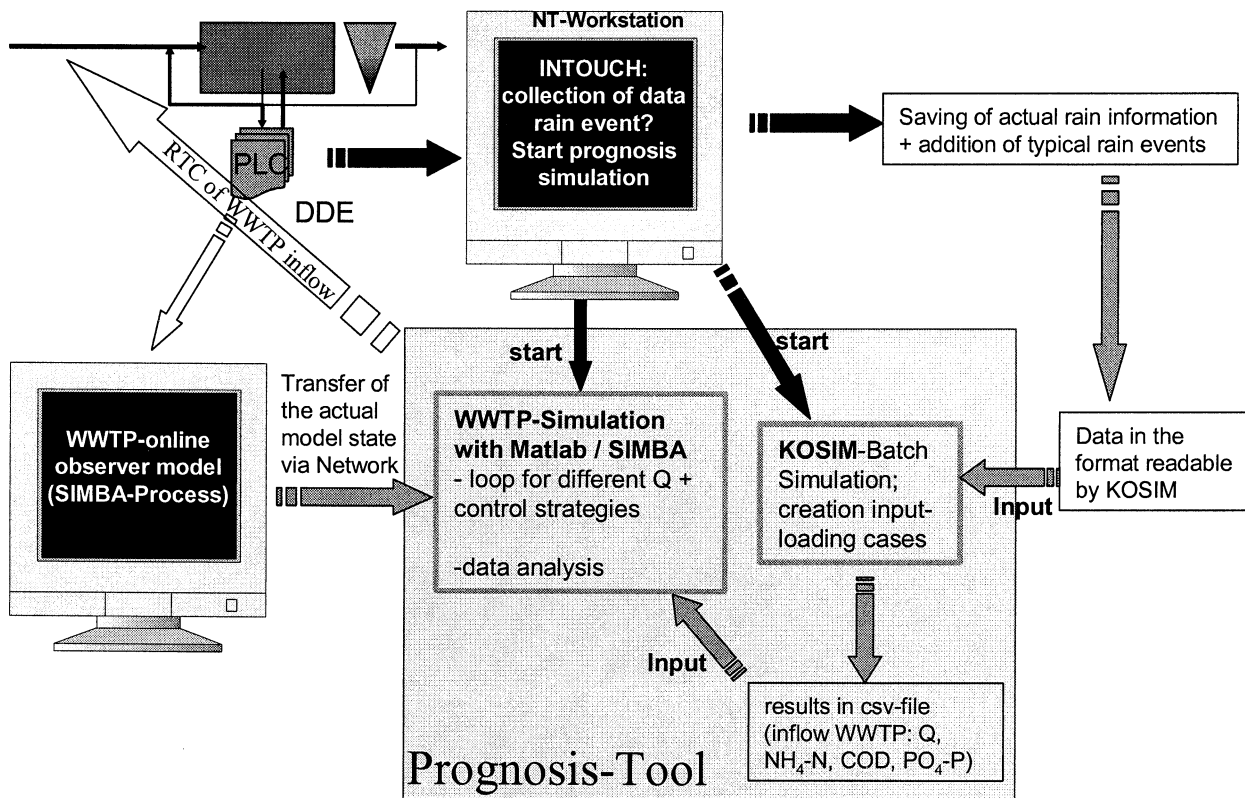 NT-Workstation
INTOUCH:
collection of data
rain event?
Start prognosis
simulation
Saving of actual rain information
+ addition of typical rain events
PLC
DDE
RTC of WWTP inflow
start
start
WWTP-online
observer model
(SIMBA-Process)
Transfer of
the actual
model state
via Network
WWTP-Simulation
with Matlab / SIMBA
- loop for different Q +
control strategies
-data analysis
KOSIM-Batch
Simulation;
creation input-
loading cases
Input
Data in the
format readable
by KOSIM
Input
results in csv-file
(inflow WWTP: Q,
NH₄-N, COD, PO₄-P)
Prognosis-Tool